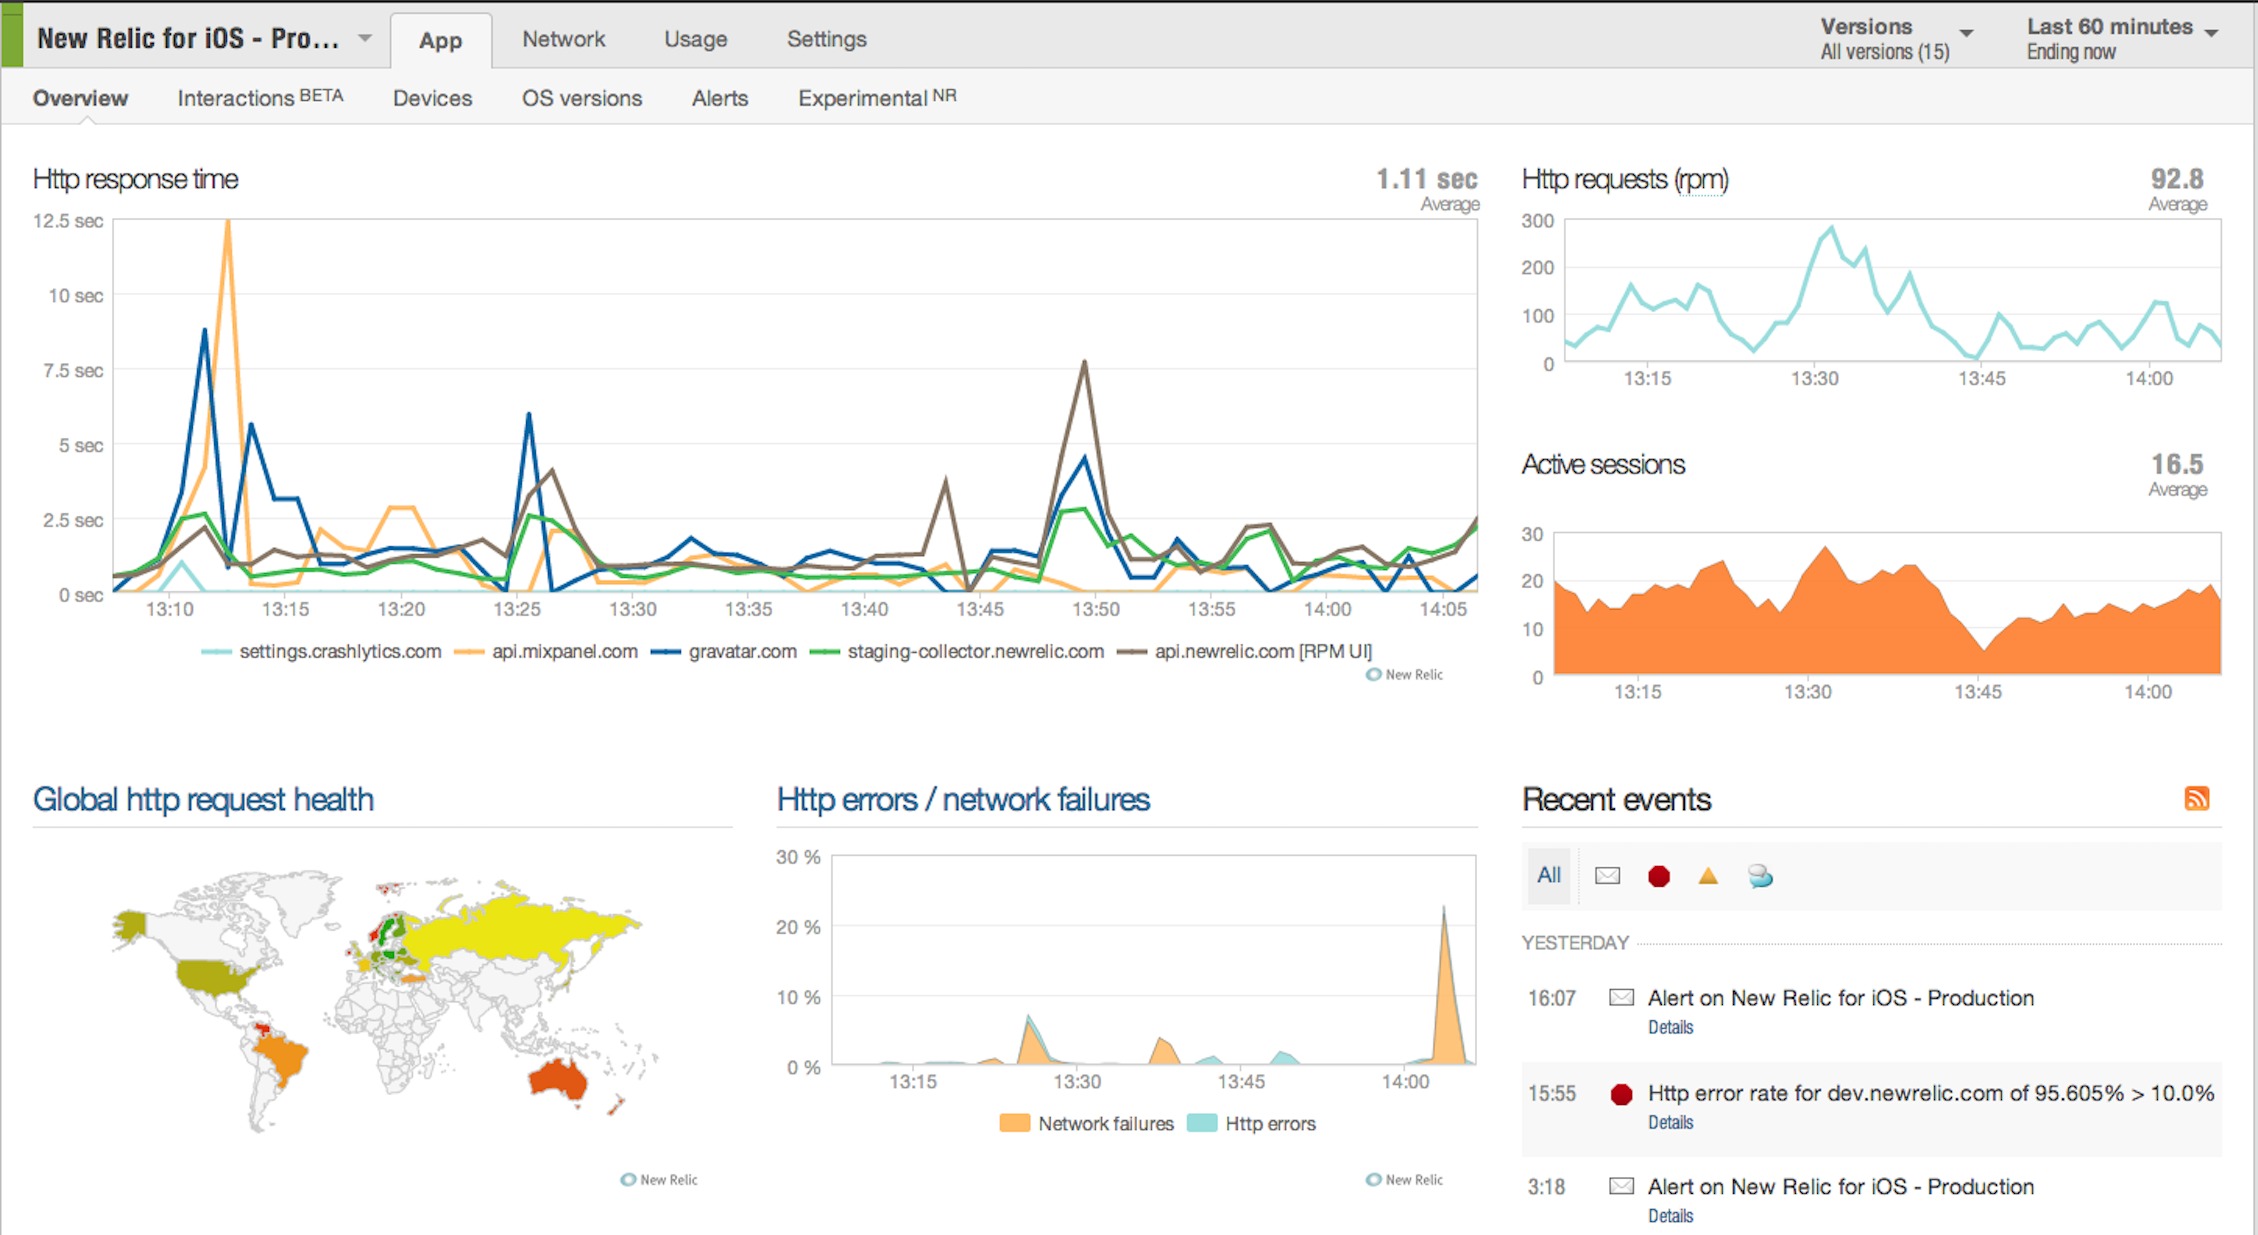 New Relic for iOS - Pro...
App
Network
Usage
Settings
Versions
All versions (15)
Last 60 minutes
Ending now
Overview
Interactions BETA
Devices
OS versions
Alerts
Experimental NR
Http response time
1.11 sec
Average
12.5 sec
10 sec
7.5 sec
5 sec
2.5 sec
0 sec
13:10 13:15 13:20 13:25 13:30 13:35 13:40 13:45 13:50 13:55 14:00 14:05
settings.crashlytics.com api.mixpanel.com gravatar.com staging-collector.newrelic.com api.newrelic.com [RPM UI]
New Relic
Http requests (rpm)
92.8
Average
300
200
100
0
13:15 13:30 13:45 14:00
Active sessions
16.5
Average
30
20
10
0
13:15 13:30 13:45 14:00
Global http request health
New Relic
Http errors / network failures
30 %
20 %
10 %
0 %
13:15 13:30 13:45 14:00
Network failures Http errors
New Relic
Recent events
All
YESTERDAY
16:07 Alert on New Relic for iOS - Production
Details
15:55 Http error rate for dev.newrelic.com of 95.605% > 10.0%
Details
3:18 Alert on New Relic for iOS - Production
Details